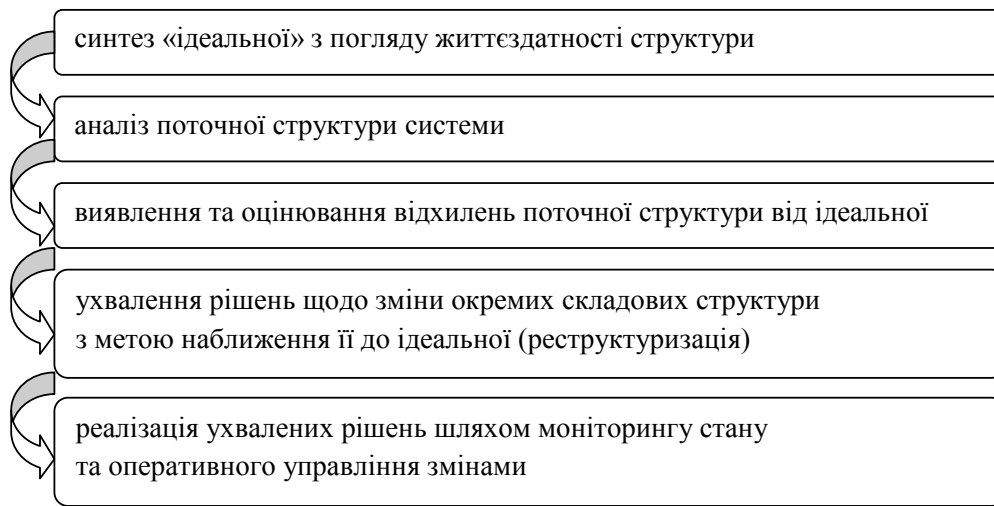 синтез «ідеальної» з погляду життєздатності структури
аналіз поточної структури системи
виявлення та оцінювання відхилень поточної структури від ідеальної
ухвалення рішень щодо зміни окремих складових структури
з метою наближення її до ідеальної (реструктуризація)
реалізація ухвалених рішень шляхом моніторингу стану
та оперативного управління змінами